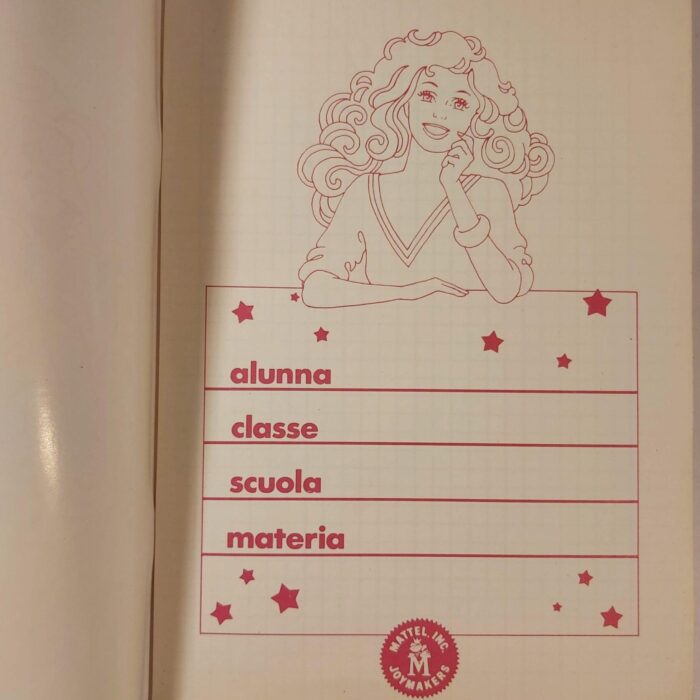 alunna
classe
scuola
materia
MATTEL, INC.
M
JOYMAKERS